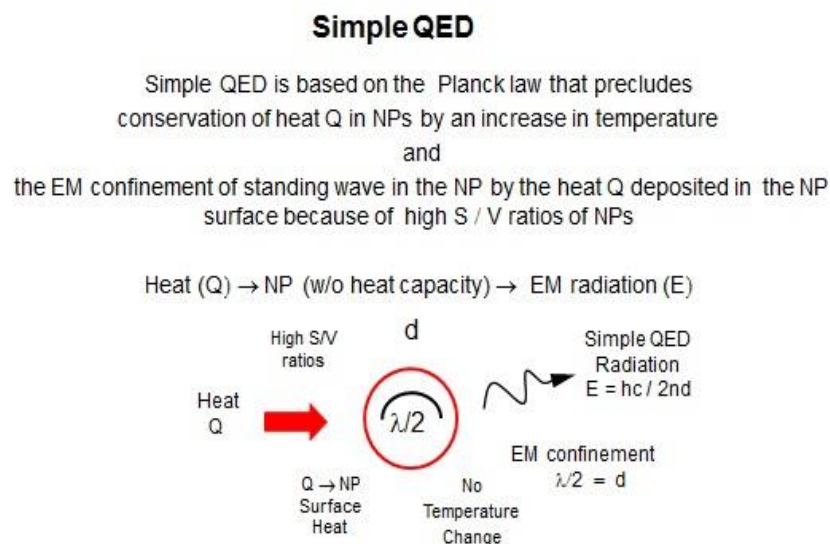 Simple QED
Simple QED is based on the Planck law that precludes
conservation of heat Q in NPs by an increase in temperature
and
the EM confinement of standing wave in the NP by the heat Q deposited in the NP
surface because of high S / V ratios of NPs
Heat (Q) → NP (w/o heat capacity) → EM radiation (E)
High S/V
ratios
d
Simple QED
Radiation
E = hc / 2nd
Heat
Q
λ/2
EM confinement
λ/2 = d
Q → NP
Surface
Heat
No
Temperature
Change